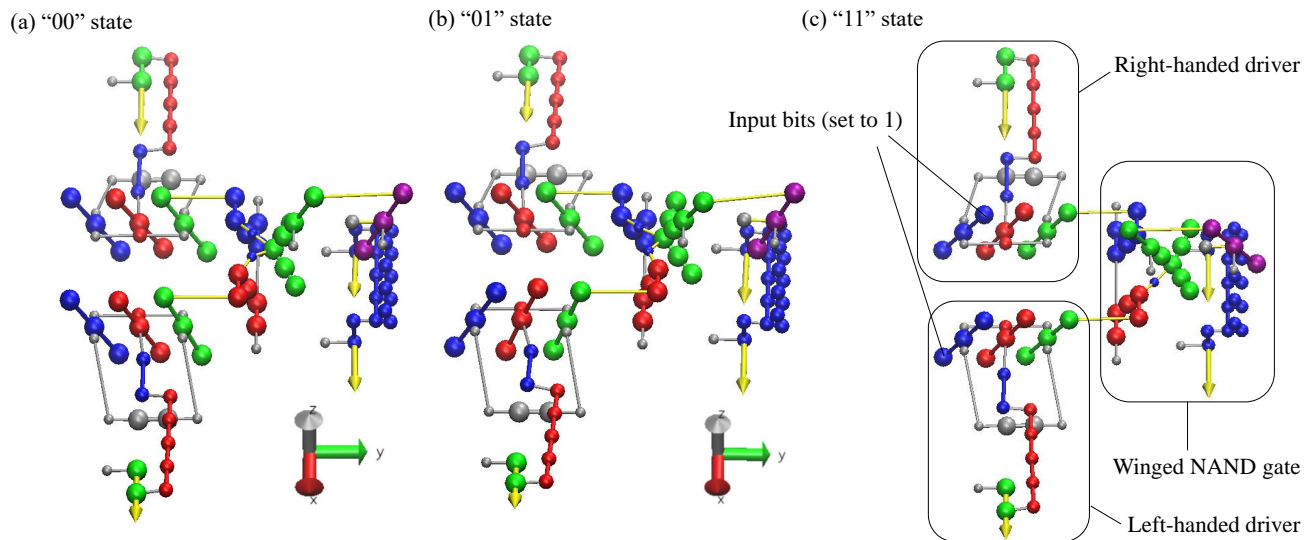 (a) “00” state
(b) “01” state
(c) “11” state
Right-handed driver
Input bits (set to 1)
z
y
x
z
y
x
Winged NAND gate
Left-handed driver